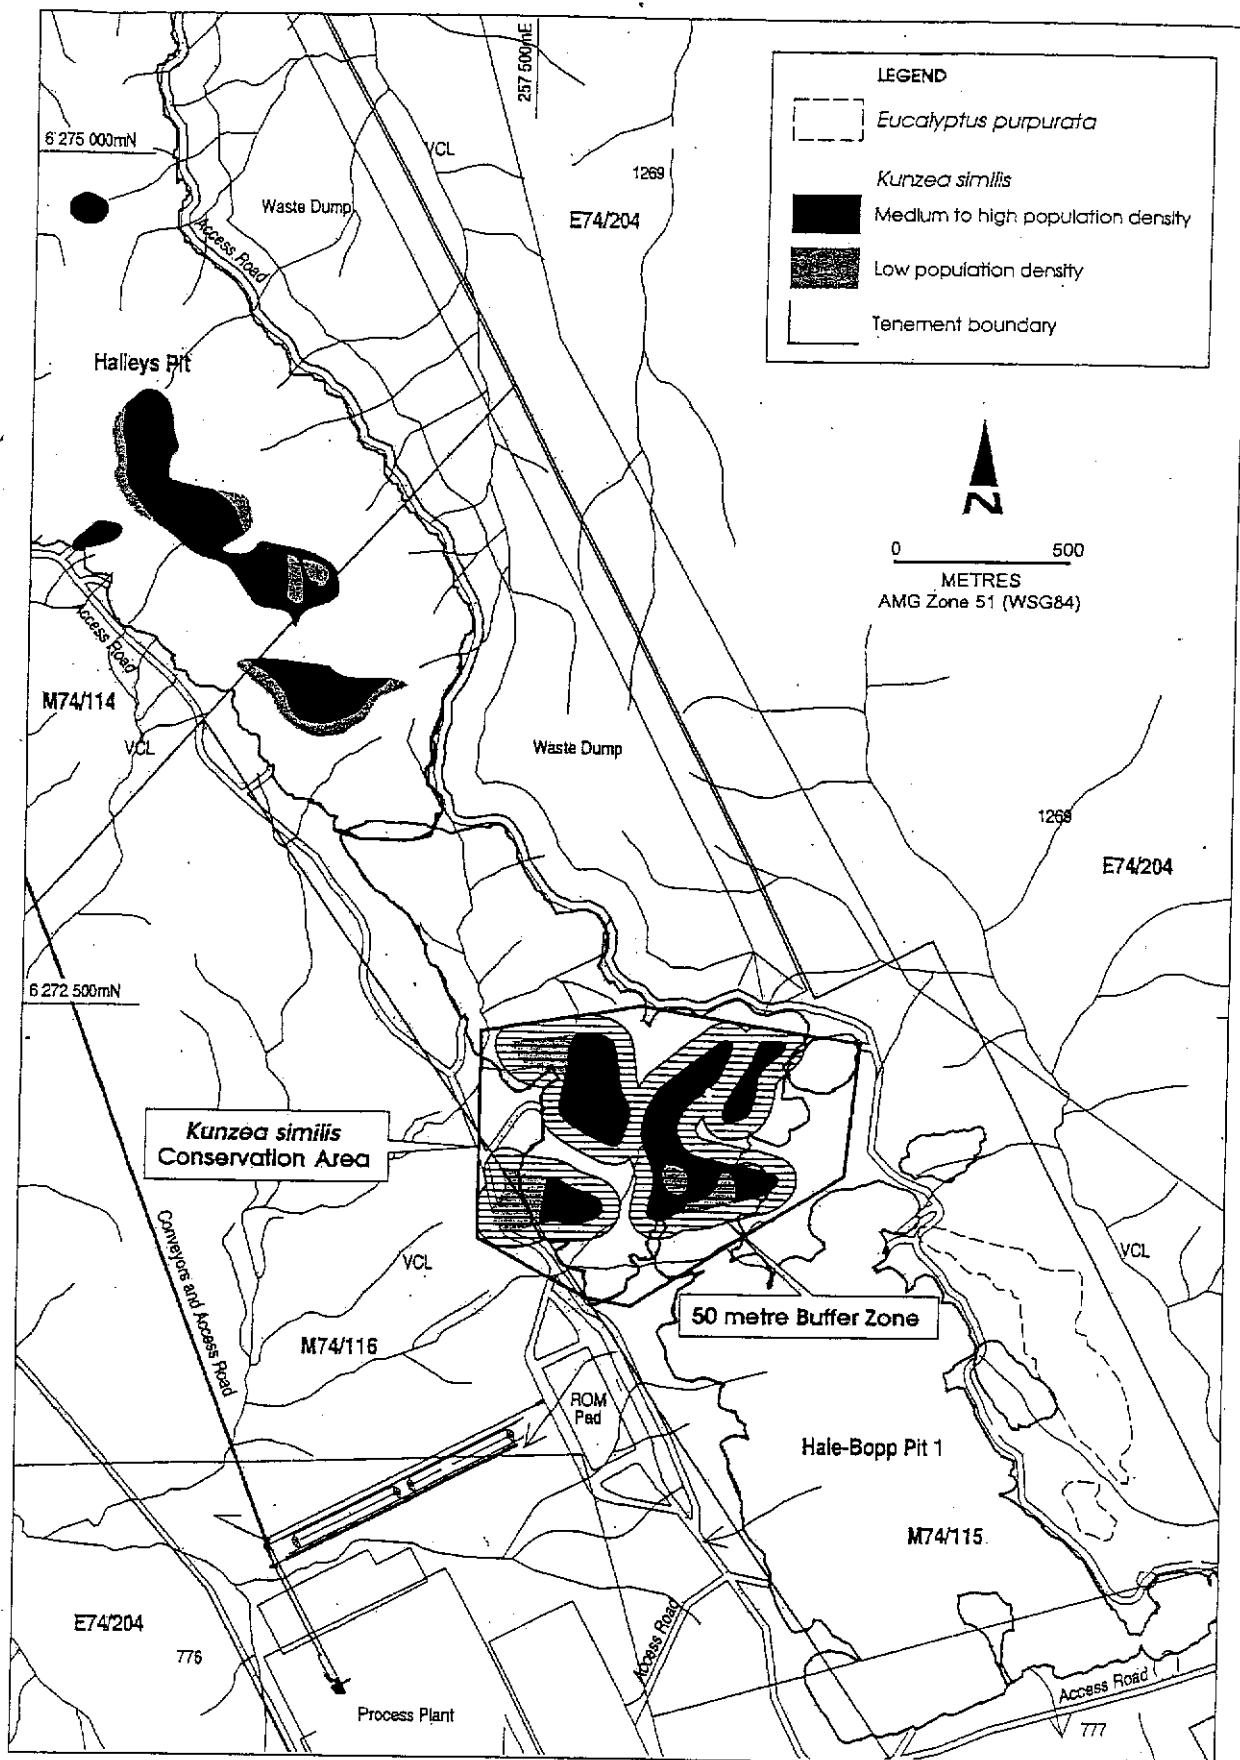 257 500mE
LEGEND
Eucalyptus purpurata
Kunzea similis
Medium to high population density
Low population density
Tenement boundary
6 275 000mN
VCL
1269
Waste Dump
E74/204
Access Road
Halleys Pit
N
0 500
METRES
AMG Zone 51 (WSG84)
Access Road
M74/114
VCL
Waste Dump
1269
E74/204
6 272 500mN
Kunzea similis
Conservation Area
Conveyors and Access Road
VCL
VCL
50 metre Buffer Zone
M74/116
ROM
Pad
Hale-Bopp Pit 1
M74/115
E74/204
776
Access Road
Process Plant
Access Road
777